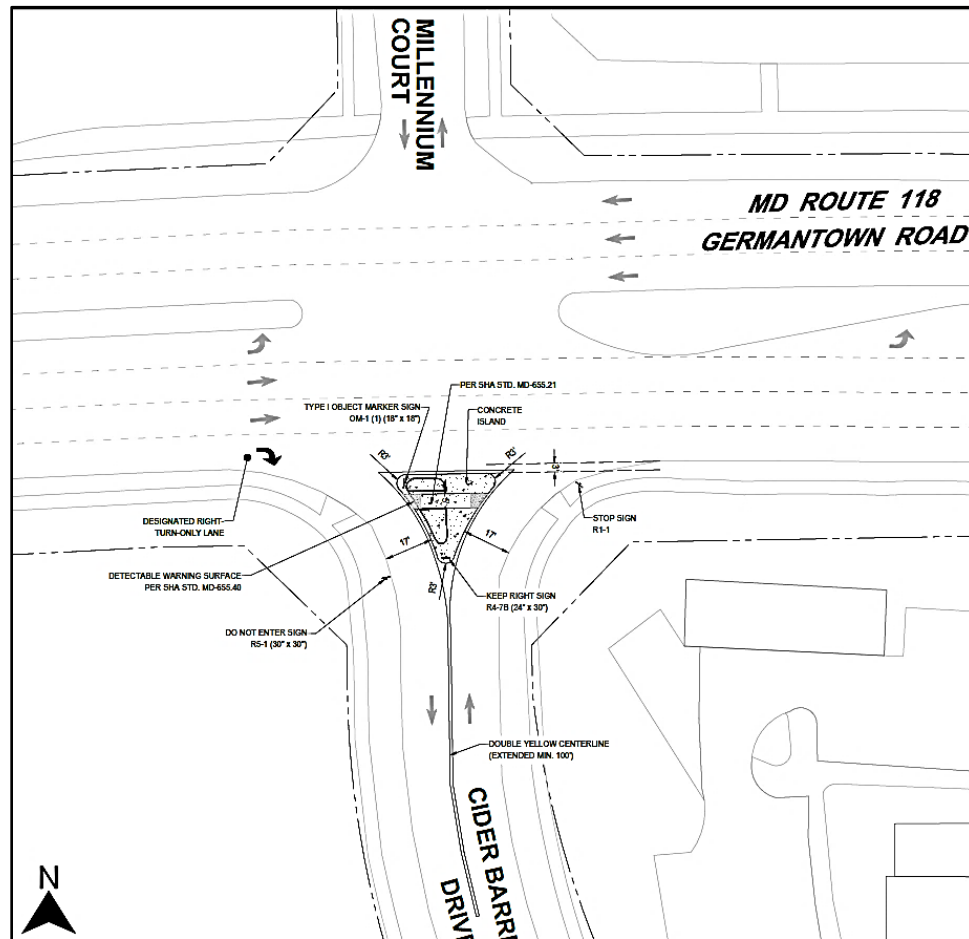 MILLENNIUM
COURT
MD ROUTE 118
GERMANTOWN ROAD
PER SHA STD. MD-655.21
TYPE I OBJECT MARKER SIGN
OM-1 (1) (18" x 18")
CONCRETE
ISLAND
R3'
R3'
3'
DESIGNATED RIGHT-
TURN-ONLY LANE
STOP SIGN
R1-1
17'
17'
DETECTABLE WARNING SURFACE
PER SHA STD. MD-655.40
R3'
KEEP RIGHT SIGN
R4-7B (24" x 30")
DO NOT ENTER SIGN
R5-1 (30" x 30")
DOUBLE YELLOW CENTERLINE
(EXTENDED MIN. 100')
CIDER BARR
DRIV
N